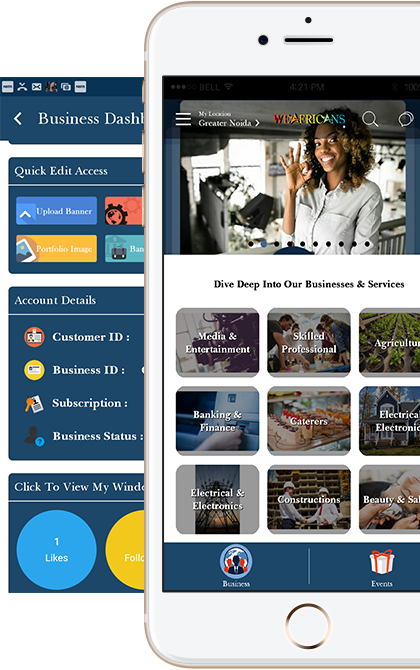 Business Dashb
Quick Edit Access
Upload Banner
Portfolio Image
Ban
Account Details
Customer ID :
Business ID :
Subscription :
Business Status :
Click To View My Windo
1
Likes
Follo
BELL
4:21 PM
100%
My Location
Greater Noida
WEAFRICANS
Dive Deep Into Our Businesses & Services
Media &
Entertainment
Skilled
Professional
Agricultur
Banking &
Finance
Caterers
Electrica
Electronic
Electrical &
Electronics
Constructions
Beauty & Sal
Business
Events